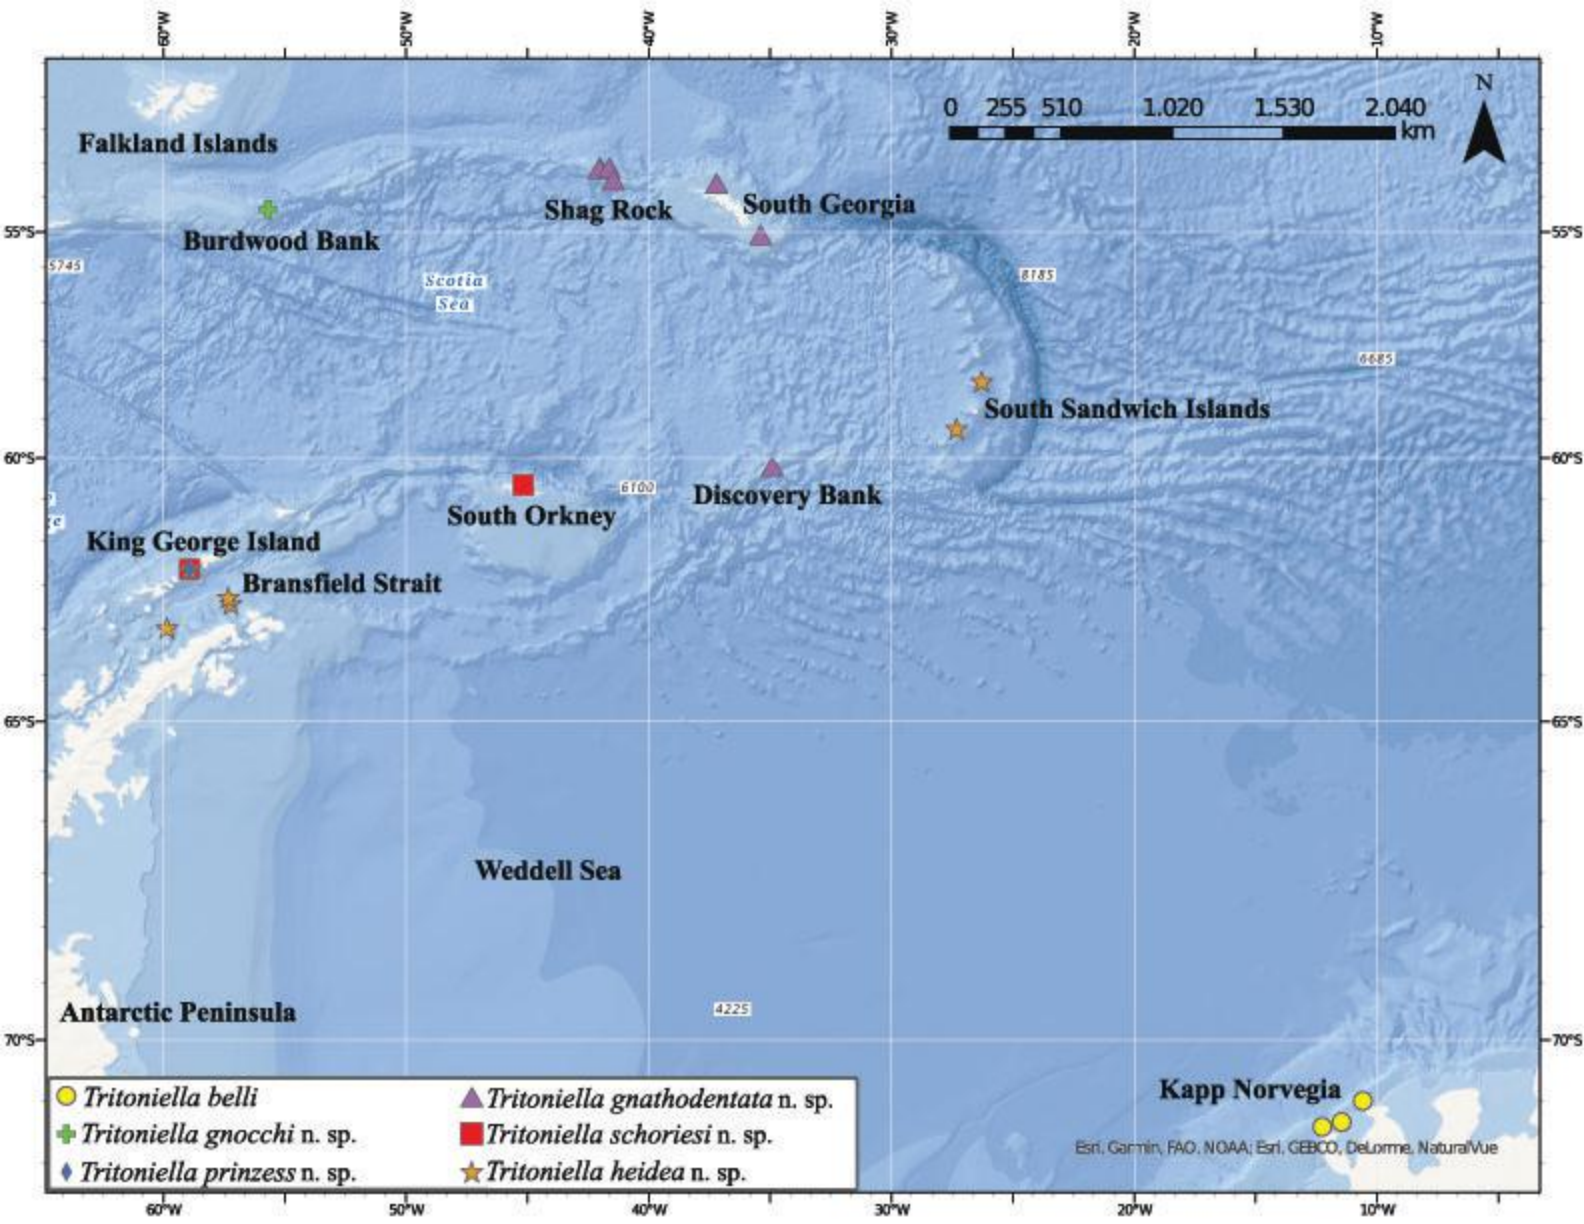 60°W 50°W 40°W 30°W 20°W 10°W
N
0 255 510 1.020 1.530 2.040
km
Falkland Islands
Shag Rock
South Georgia
Burdwood Bank
55°S
55°S
5745
Scotia
Sea
8185
6685
South Sandwich Islands
60°S
60°S
Discovery Bank
6100
South Orkney
King George Island
Bransfield Strait
65°S
65°S
Weddell Sea
4225
Antarctic Peninsula
70°S
70°S
Kapp Norvegia
Esri, Garmin, FAO, NOAA; Esri, GEBCO, DeLorme, NaturalVue
Tritoniella belli
Tritoniella gnocchi n. sp.
Tritoniella prinzess n. sp.
Tritoniella gnathodentata n. sp.
Tritoniella schoriesi n. sp.
Tritoniella heidea n. sp.
60°W 50°W 40°W 30°W 20°W 10°W